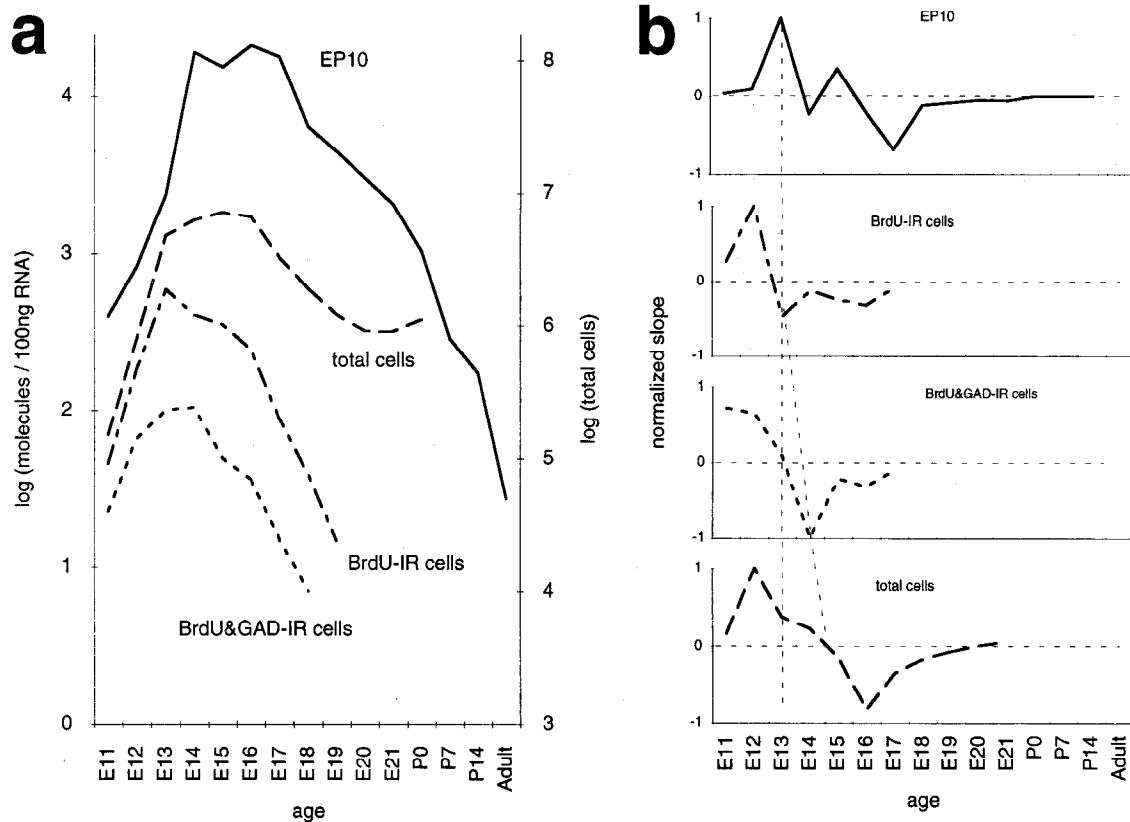 a
EP10
4
3
2
1
0
log (molecules / 100ng RNA)
8
7
6
5
4
3
log (total cells)
total cells
BrdU-IR cells
BrdU&GAD-IR cells
E11
E12
E13
E14
E15
E16
E17
E18
E19
E20
E21
P0
P7
P14
Adult
age
b
normalized slope
EP10
1
0
-1
BrdU-IR cells
1
0
-1
BrdU&GAD-IR cells
1
0
-1
total cells
1
0
-1
E11
E12
E13
E14
E15
E16
E17
E18
E19
E20
E21
P0
P7
P14
Adult
age